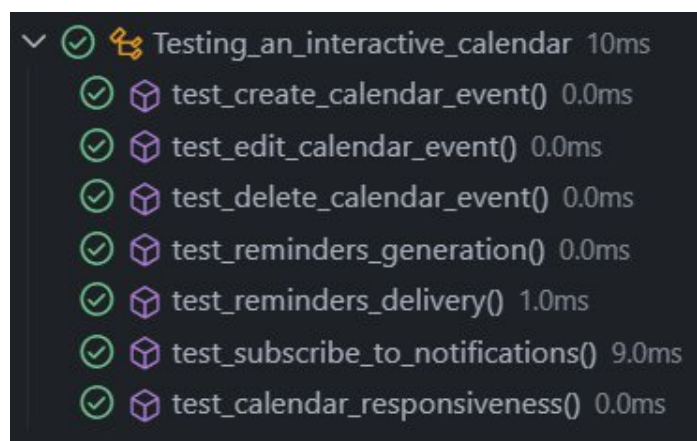 Testing_an_interactive_calendar 10ms
test_create_calendar_event() 0.0ms
test_edit_calendar_event() 0.0ms
test_delete_calendar_event() 0.0ms
test_reminders_generation() 0.0ms
test_reminders_delivery() 1.0ms
test_subscribe_to_notifications() 9.0ms
test_calendar_responsiveness() 0.0ms